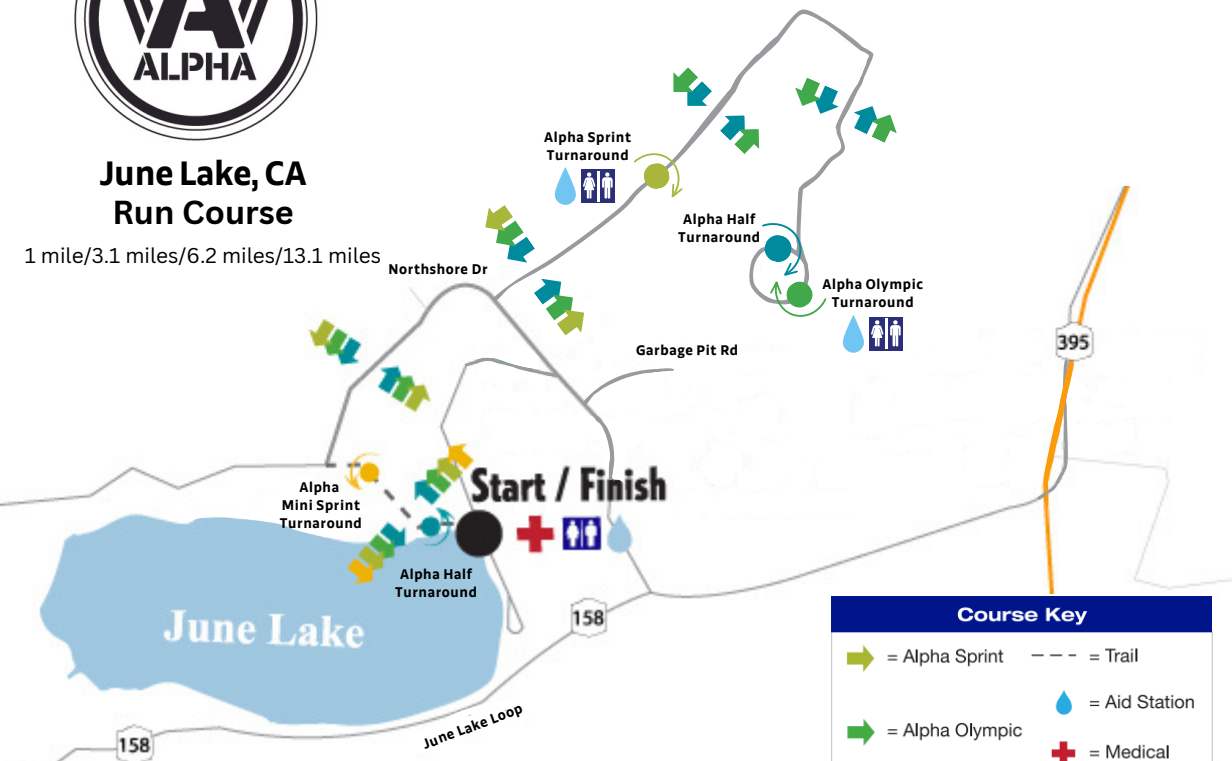 ALPHA
June Lake, CA
Run Course
1 mile/3.1 miles/6.2 miles/13.1 miles
Alpha Sprint
Turnaround
Alpha Half
Turnaround
Northshore Dr
Alpha Olympic
Turnaround
395
Garbage Pit Rd
Start / Finish
Alpha
Mini Sprint
Turnaround
Alpha Half
Turnaround
June Lake
158
June Lake Loop
158
Course Key
= Alpha Sprint
= Trail
= Aid Station
= Alpha Olympic
= Medical